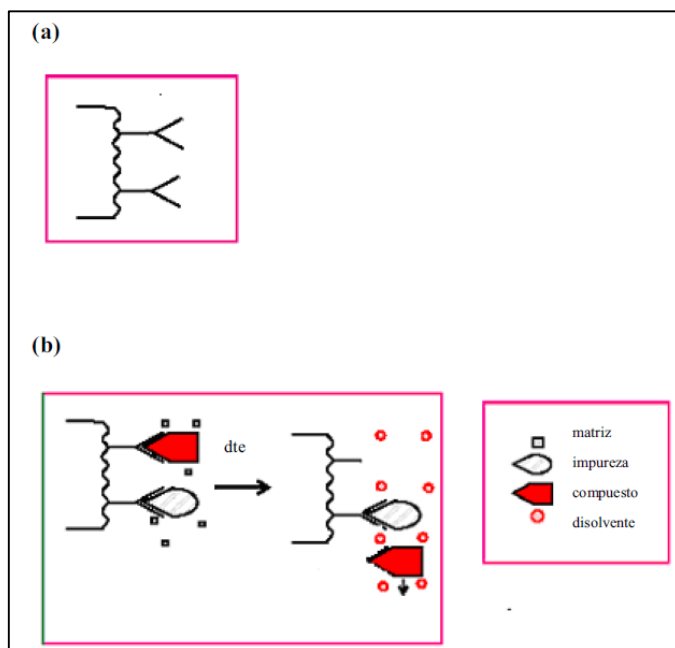 (a)
(b)
dte
matriz
impureza
compuesto
disolvente